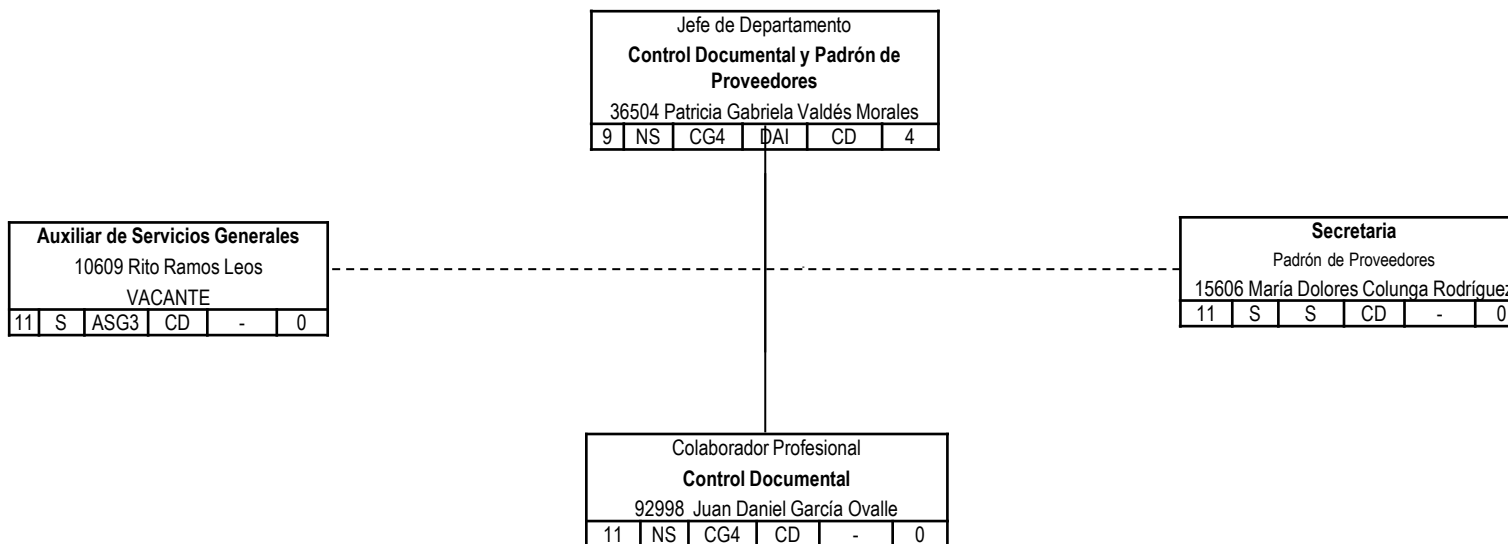 Jefe de Departamento
Control Documental y Padrón de
Proveedores
36504 Patricia Gabriela Valdés Morales
9 NS CG4 DAI CD 4
Auxiliar de Servicios Generales
10609 Rito Ramos Leos
VACANTE
11 S ASG3 CD - 0
Secretaria
Padrón de Proveedores
15606 María Dolores Colunga Rodríguez
11 S S CD - 0
Colaborador Profesional
Control Documental
92998 Juan Daniel García Ovalle
11 NS CG4 CD - 0